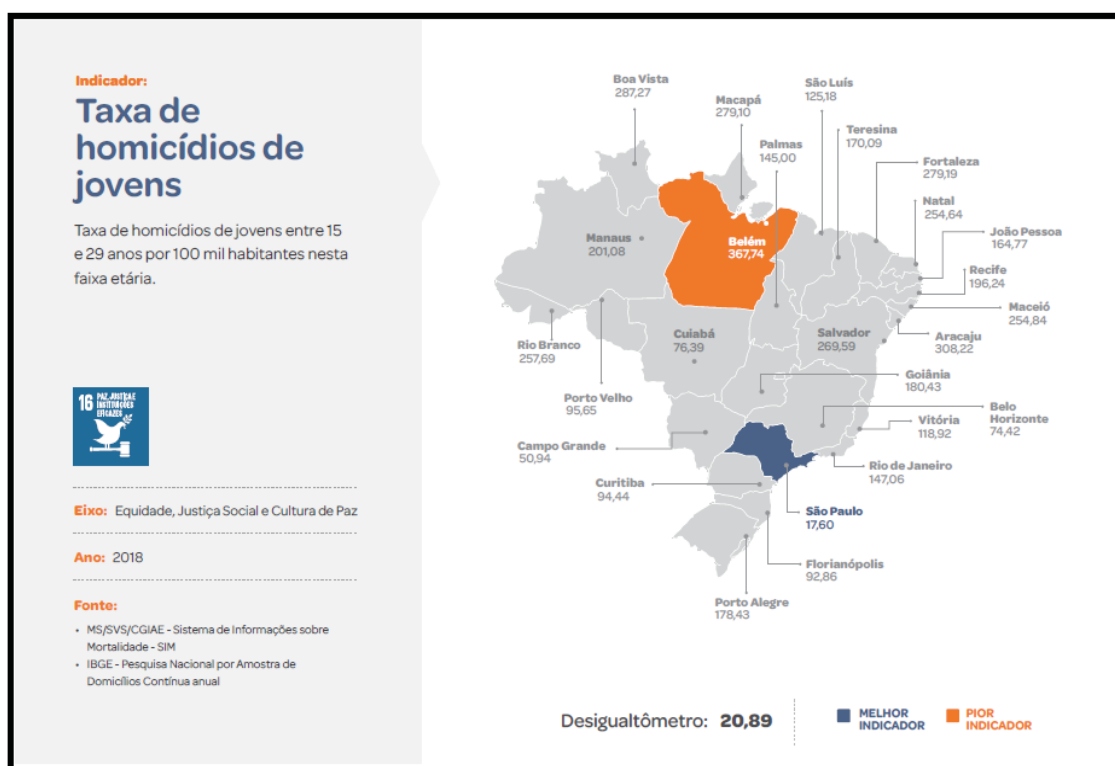 Indicador:
Taxa de
homicídios de
jovens
Taxa de homicídios de jovens entre 15
e 29 anos por 100 mil habitantes nesta
faixa etária.
16 PAZ, JUSTIÇA E
INSTITUIÇÕES
EFICAZES
Eixo: Equidade, Justiça Social e Cultura de Paz
Ano: 2018
Fonte:
• MS/SVS/CGIAE - Sistema de Informações sobre
Mortalidade - SIM
• IBGE - Pesquisa Nacional por Amostra de
Domicílios Contínua anual
Boa Vista
287,27
Macapá
279,10
São Luís
125,18
Palmas
145,00
Teresina
170,09
Fortaleza
279,19
Natal
254,64
João Pessoa
164,77
Recife
196,24
Maceió
254,84
Aracaju
308,22
Manaus
201,08
Belém
367,74
Rio Branco
257,69
Cuiabá
76,39
Salvador
269,59
Porto Velho
95,65
Goiânia
180,43
Belo
Horizonte
74,42
Vitória
118,92
Campo Grande
50,94
Rio de Janeiro
147,06
Curitiba
94,44
São Paulo
17,60
Florianópolis
92,86
Porto Alegre
178,43
Desigualtômetro: 20,89
MELHOR
INDICADOR
PIOR
INDICADOR